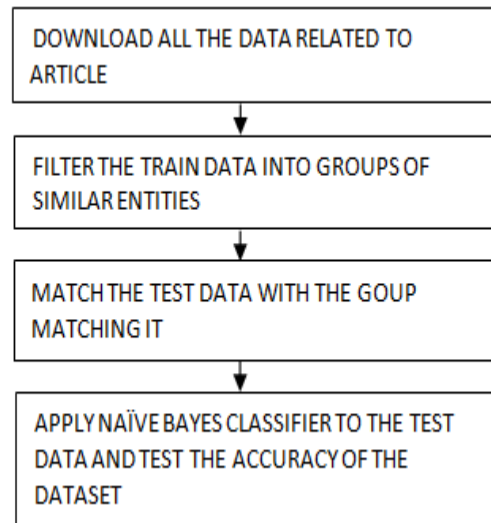 DOWNLOAD ALL THE DATA RELATED TO
ARTICLE
FILTER THE TRAIN DATA INTO GROUPS OF
SIMILAR ENTITIES
MATCH THE TEST DATA WITH THE GOUP
MATCHING IT
APPLY NAÏVE BAYES CLASSIFIER TO THE TEST
DATA AND TEST THE ACCURACY OF THE
DATASET